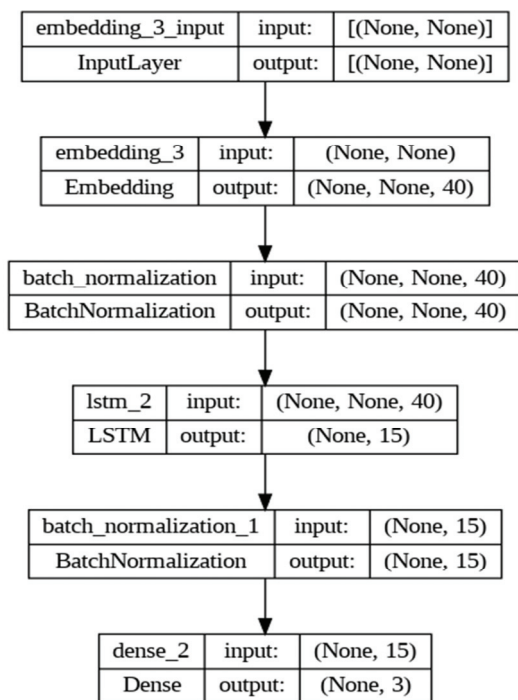 embedding_3_input input: [(None, None)]
InputLayer output: [(None, None)]
embedding_3 input: (None, None)
Embedding output: (None, None, 40)
batch_normalization input: (None, None, 40)
BatchNormalization output: (None, None, 40)
lstm_2 input: (None, None, 40)
LSTM output: (None, 15)
batch_normalization_1 input: (None, 15)
BatchNormalization output: (None, 15)
dense_2 input: (None, 15)
Dense output: (None, 3)